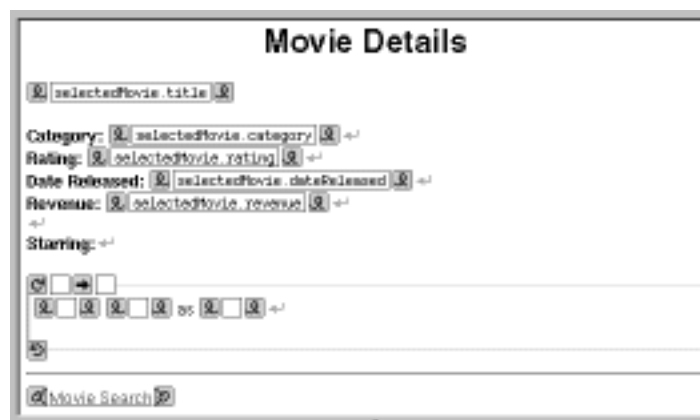 Movie Details
selectedMovie.title
Category: selectedMovie.category
Rating: selectedMovie.rating
Date Released: selectedMovie.dateReleased
Revenue: selectedMovie.revenue
Starring:
as
Movie Search